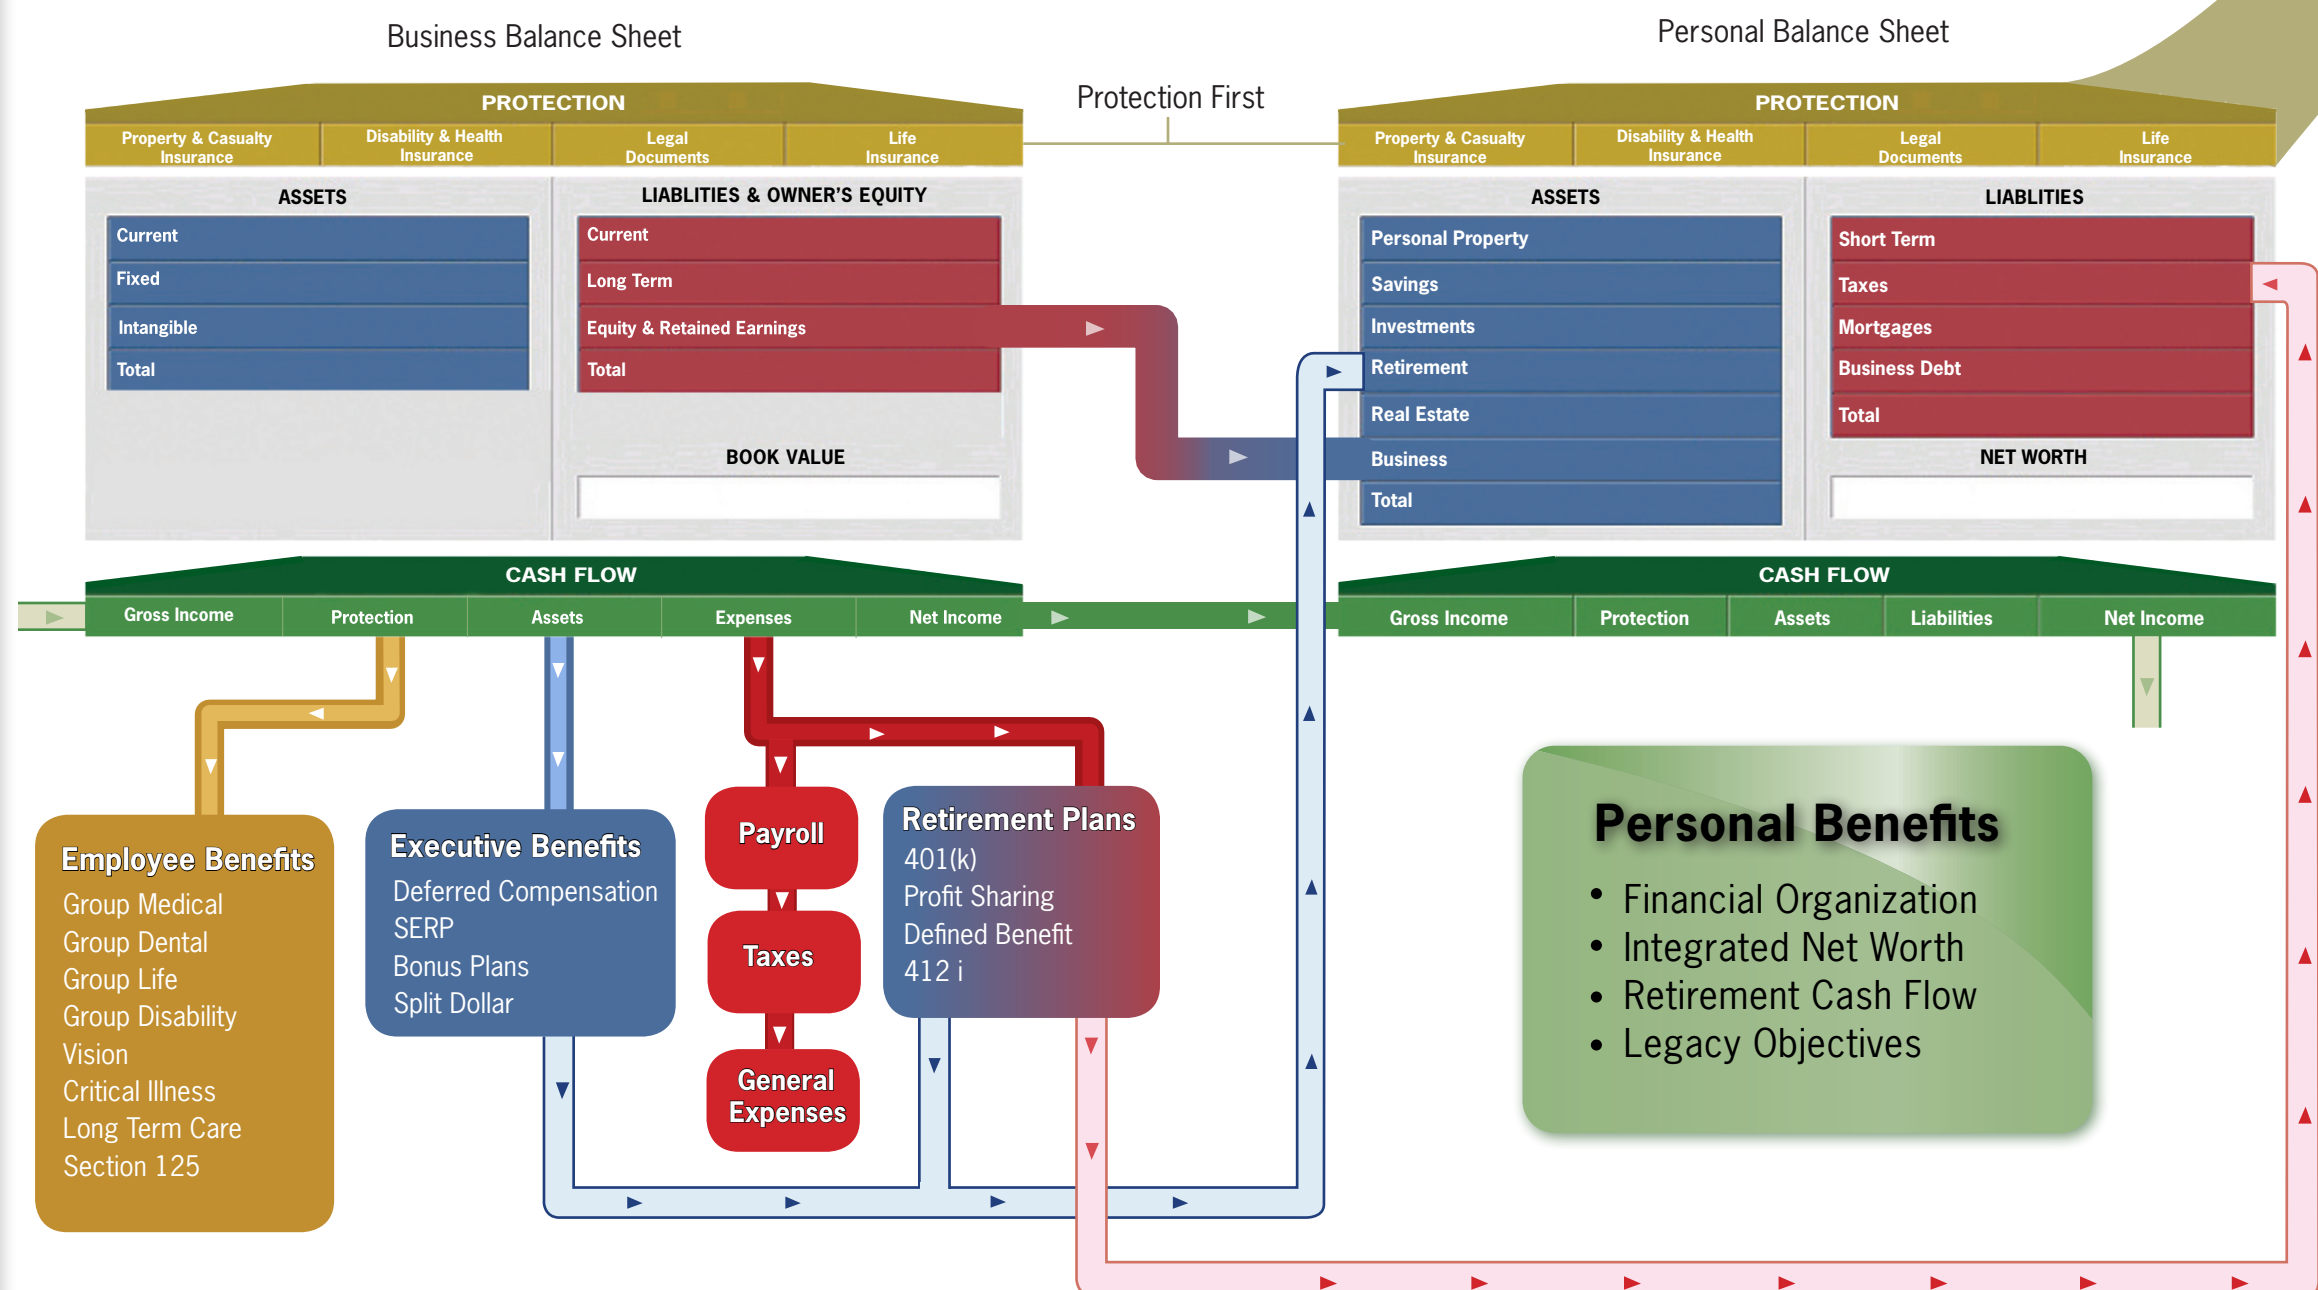 Business Balance Sheet
PROTECTION
Property & Casualty
Insurance
Disability & Health
Insurance
Legal
Documents
Life
Insurance
ASSETS
Current
Fixed
Intangible
Total
LIABLITIES & OWNER'S EQUITY
Current
Long Term
Equity & Retained Earnings
Total
BOOK VALUE
Protection First
Personal Balance Sheet
PROTECTION
Property & Casualty
Insurance
Disability & Health
Insurance
Legal
Documents
Life
Insurance
ASSETS
Personal Property
Savings
Investments
Retirement
Real Estate
Business
Total
LIABLITIES
Short Term
Taxes
Mortgages
Business Debt
Total
NET WORTH
CASH FLOW
Gross Income
Protection
Assets
Expenses
Net Income
CASH FLOW
Gross Income
Protection
Assets
Liabilities
Net Income
Employee Benefits
Group Medical
Group Dental
Group Life
Group Disability
Vision
Critical Illness
Long Term Care
Section 125
Executive Benefits
Deferred Compensation
SERP
Bonus Plans
Split Dollar
Payroll
Taxes
General
Expenses
Retirement Plans
401(k)
Profit Sharing
Defined Benefit
412 i
Personal Benefits
• Financial Organization
• Integrated Net Worth
• Retirement Cash Flow
• Legacy Objectives